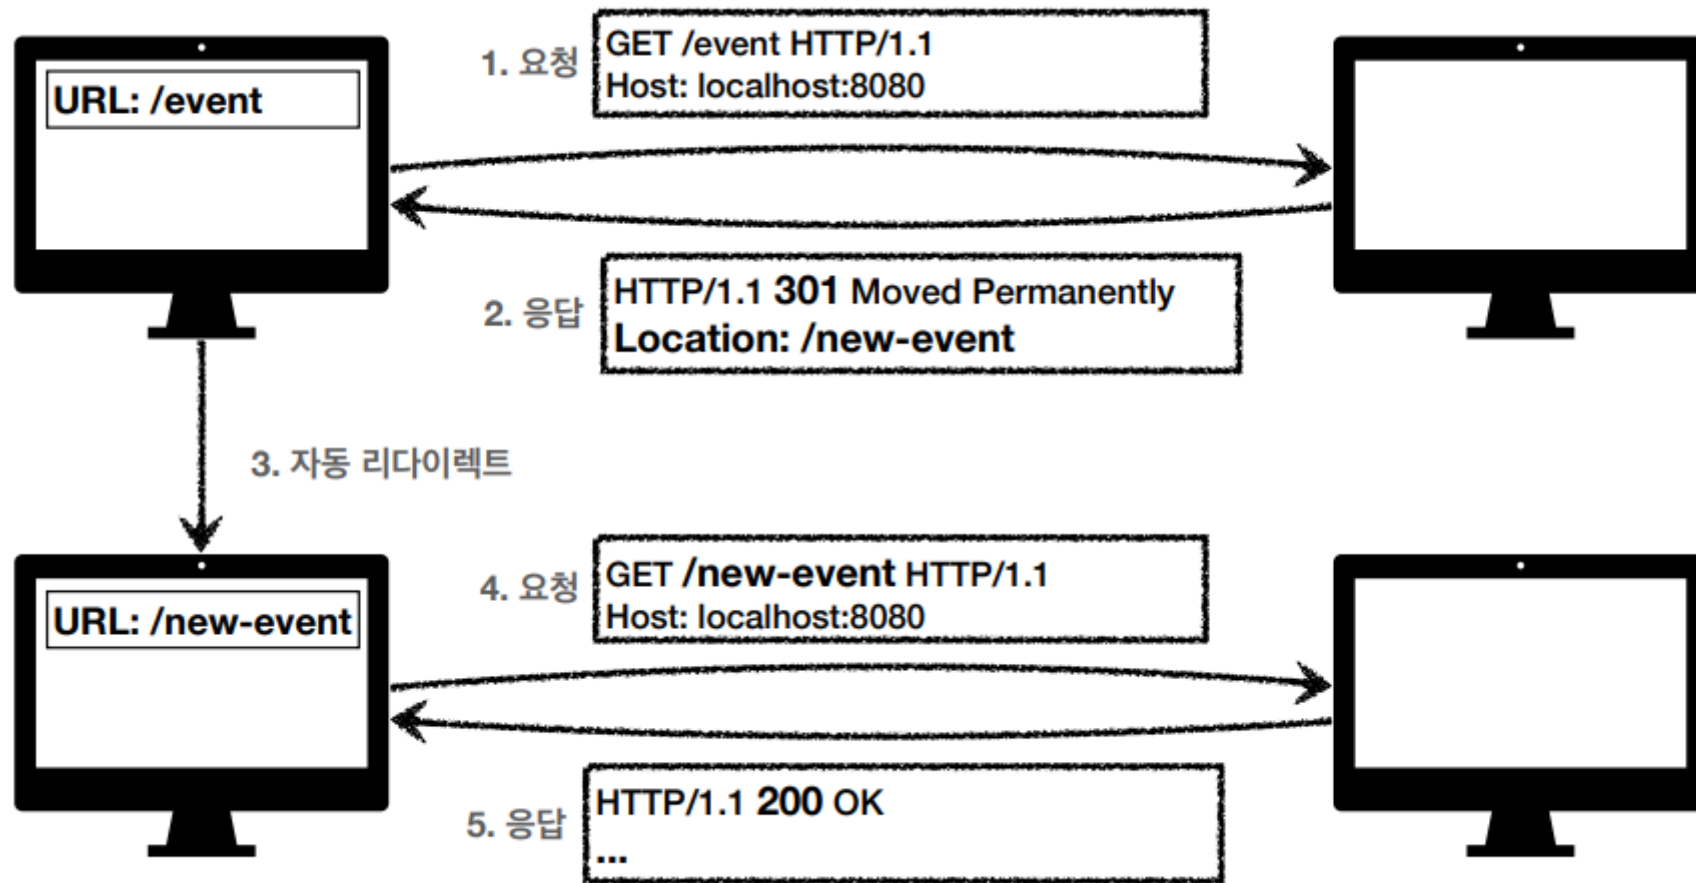 URL: /event
1. 요청
GET /event HTTP/1.1
Host: localhost:8080
2. 응답
HTTP/1.1 301 Moved Permanently
Location: /new-event
3. 자동 리다이렉트
URL: /new-event
4. 요청
GET /new-event HTTP/1.1
Host: localhost:8080
5. 응답
HTTP/1.1 200 OK
...